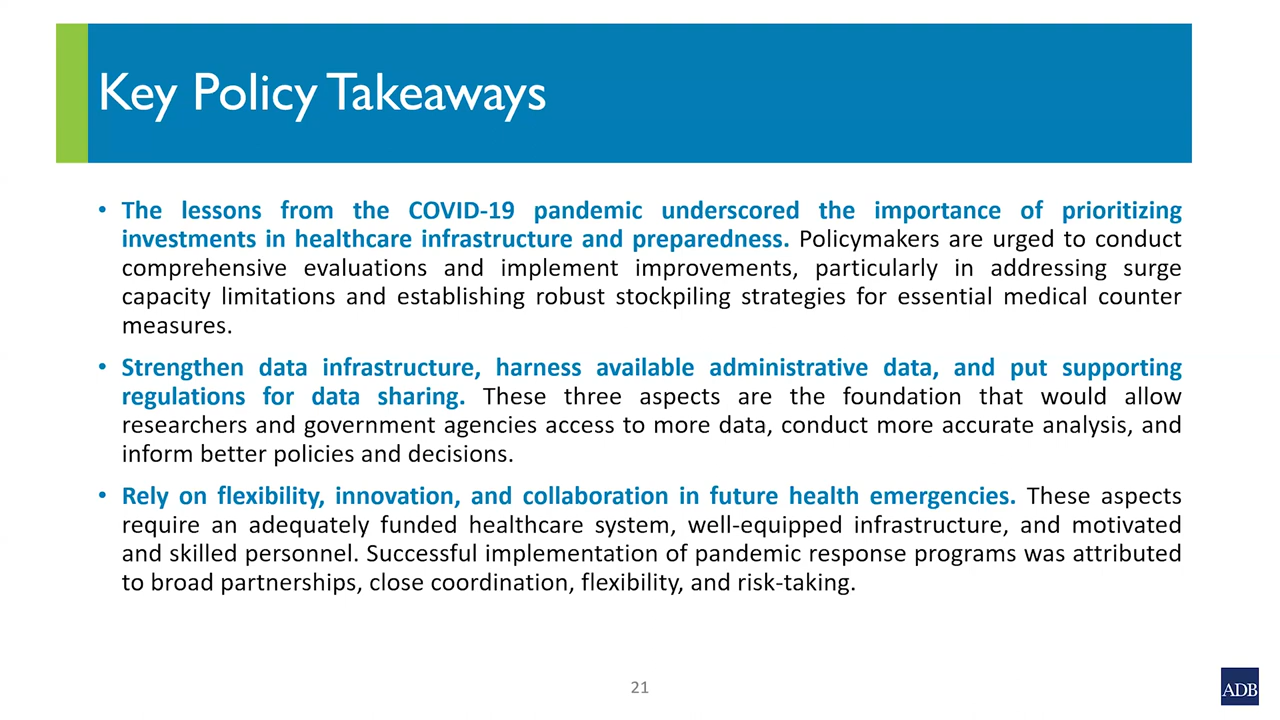 Key Policy Takeaways
• The lessons from the COVID-19 pandemic underscored the importance of prioritizing
investments in healthcare infrastructure and preparedness. Policymakers are urged to conduct
comprehensive evaluations and implement improvements, particularly in addressing surge
capacity limitations and establishing robust stockpiling strategies for essential medical counter
measures.
• Strengthen data infrastructure, harness available administrative data, and put supporting
regulations for data sharing. These three aspects are the foundation that would allow
researchers and government agencies access to more data, conduct more accurate analysis, and
inform better policies and decisions.
• Rely on flexibility, innovation, and collaboration in future health emergencies. These aspects
require an adequately funded healthcare system, well-equipped infrastructure, and motivated
and skilled personnel. Successful implementation of pandemic response programs was attributed
to broad partnerships, close coordination, flexibility, and risk-taking.
21
ADB